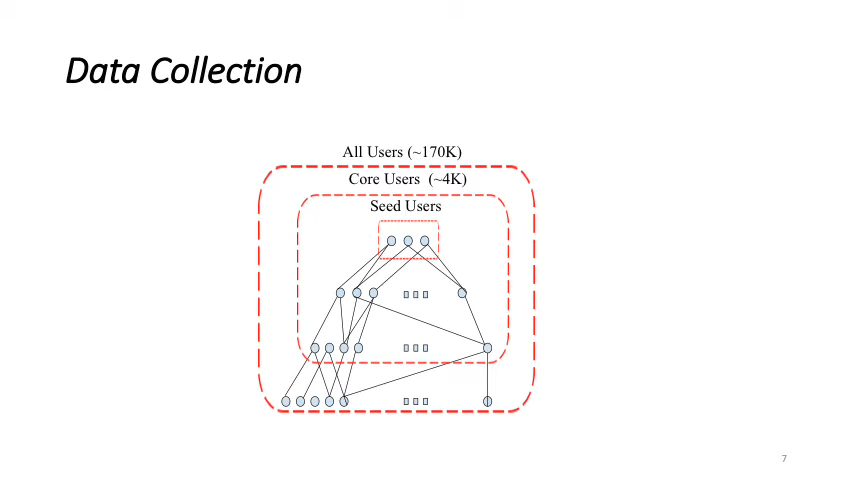 Data Collection
All Users (~170K)
Core Users (~4K)
Seed Users
7